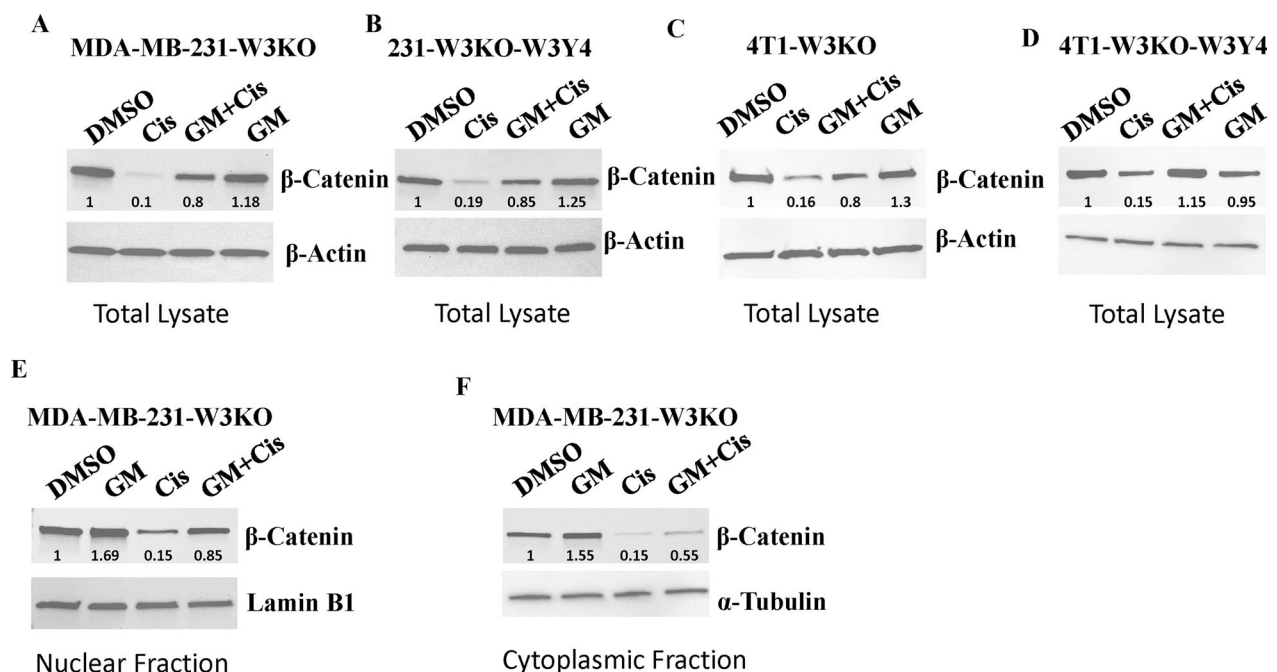 A
MDA-MB-231-W3KO
DMSO Cis GM+Cis GM
β-Catenin
1 0.1 0.8 1.18
β-Actin
Total Lysate
B
231-W3KO-W3Y4
DMSO Cis GM+Cis GM
β-Catenin
1 0.19 0.85 1.25
β-Actin
Total Lysate
C
4T1-W3KO
DMSO Cis GM+Cis GM
β-Catenin
1 0.16 0.8 1.3
β-Actin
Total Lysate
D
4T1-W3KO-W3Y4
DMSO Cis GM+Cis GM
1 0.15 1.15 0.95
Total Lysate
E
MDA-MB-231-W3KO
DMSO GM Cis GM+Cis
β-Catenin
1 1.69 0.15 0.85
Lamin B1
Nuclear Fraction
F
MDA-MB-231-W3KO
DMSO GM Cis GM+Cis
β-Catenin
1 1.55 0.15 0.55
α-Tubulin
Cytoplasmic Fraction